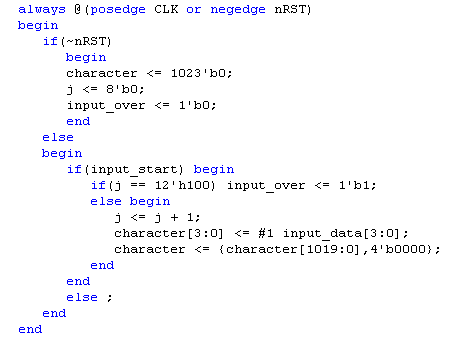 always @(posedge CLK or negedge nRST)
begin
if(~nRST)
begin
character <= 1023'b0;
j <= 8'b0;
input_over <= 1'b0;
end
else
begin
if(input_start) begin
if(j == 12'h100) input_over <= 1'b1;
else begin
j <= j + 1;
character[3:0] <= #1 input_data[3:0];
character <= {character[1019:0],4'b0000};
end
end
else ;
end
end